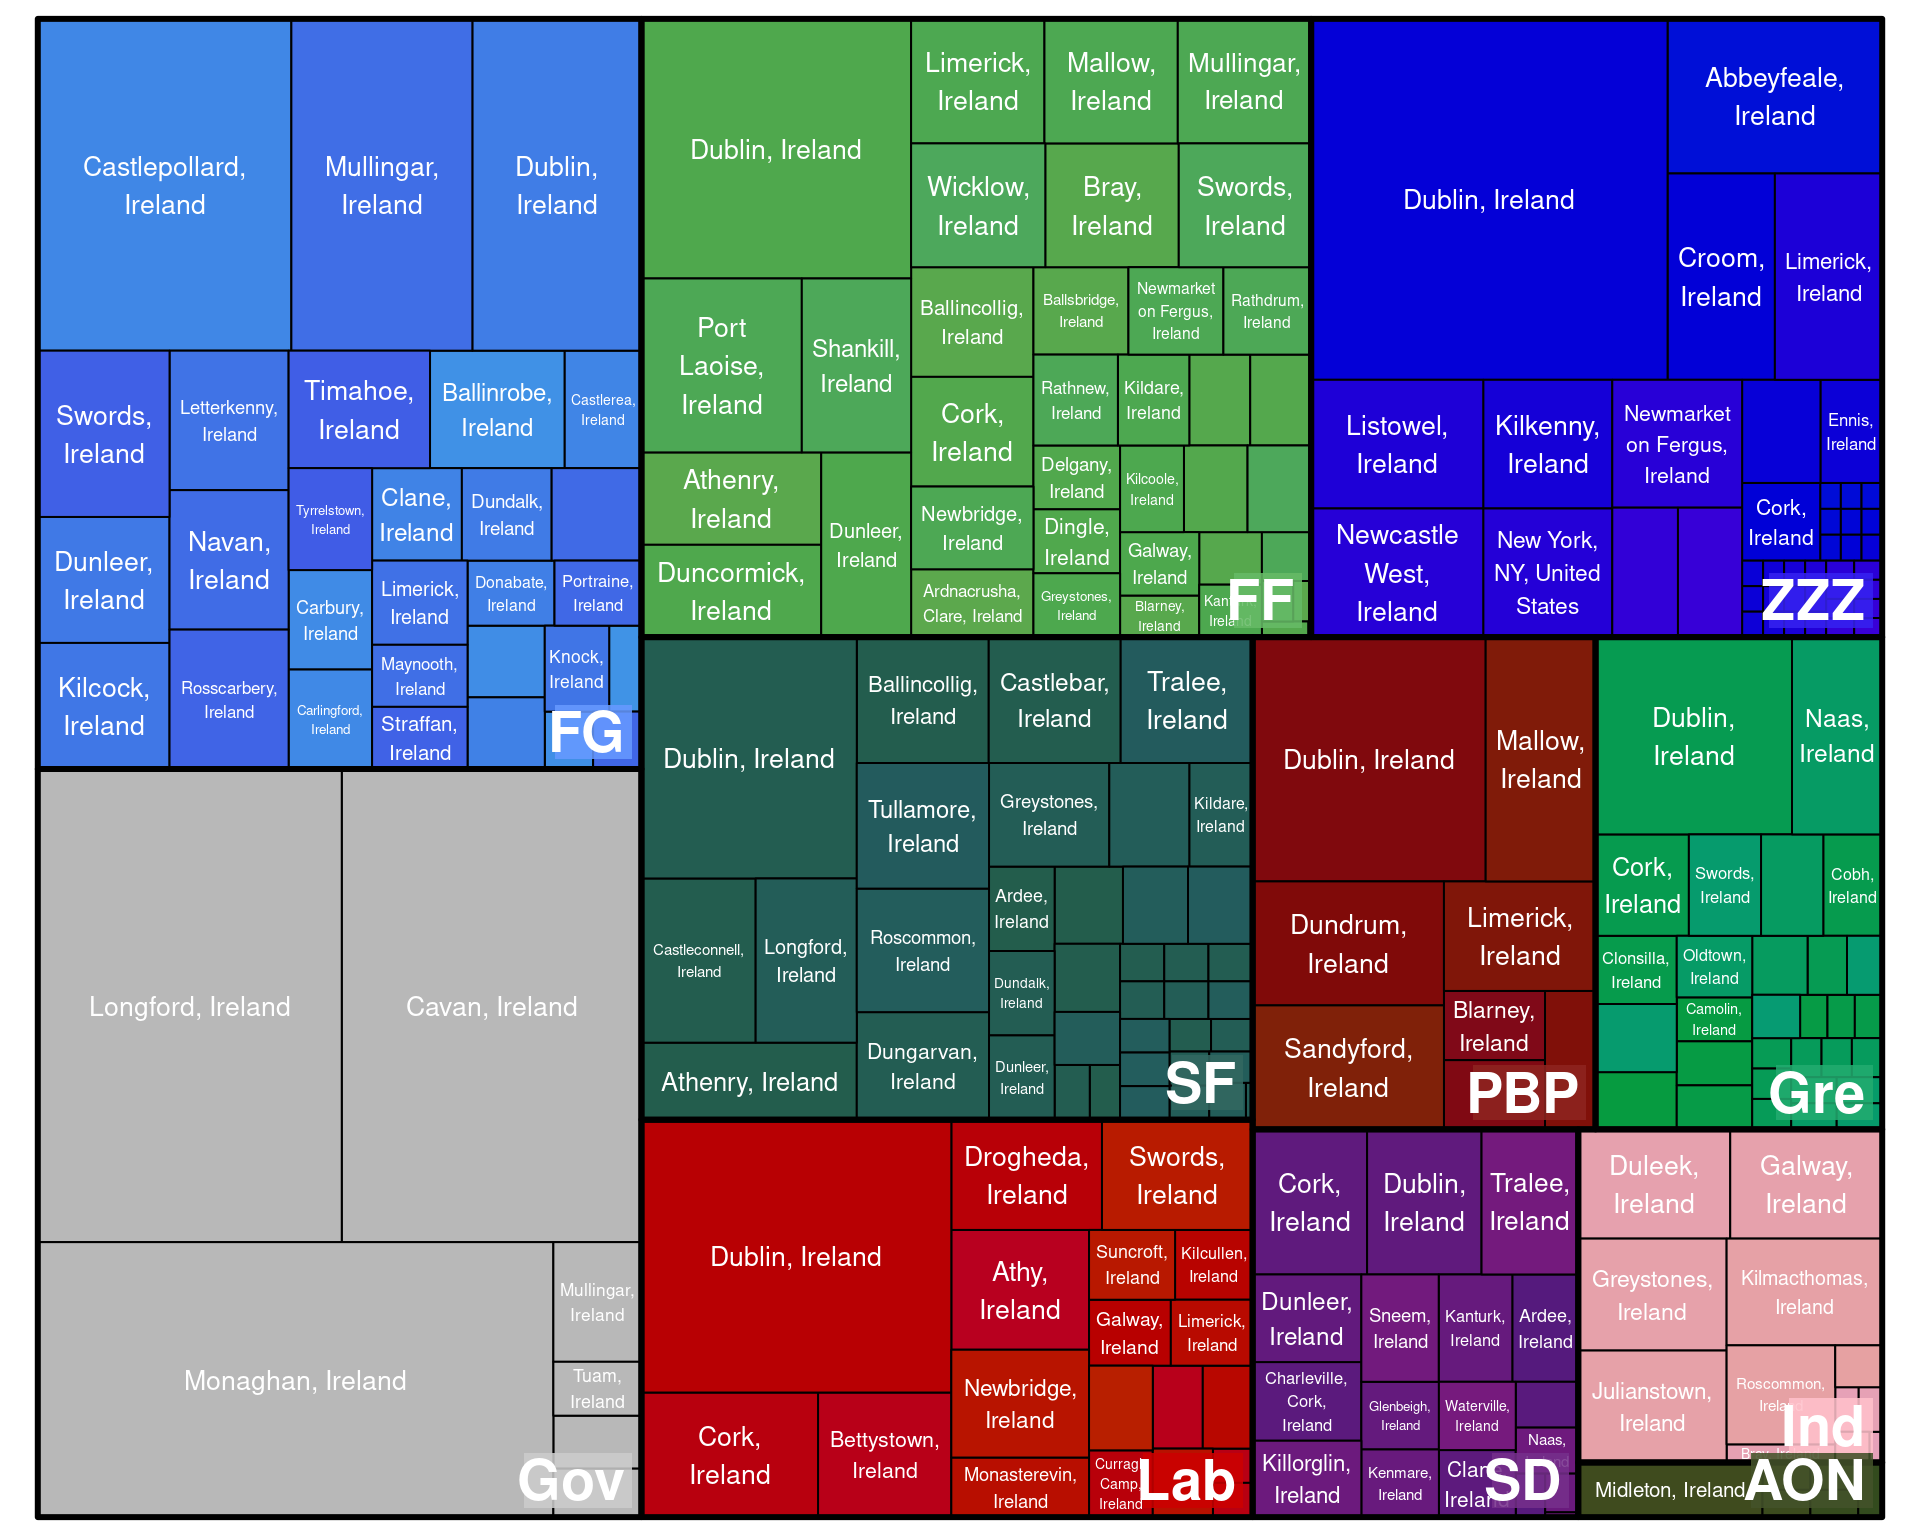 Castlepollard,
Ireland
Mullingar,
Ireland
Dublin,
Ireland
Swords,
Ireland
Letterkenny,
Ireland
Timahoe,
Ireland
Ballinrobe,
Ireland
Castlerea,
Ireland
Dunleer,
Ireland
Navan,
Ireland
Tyrrelstown,
Ireland
Clane,
Ireland
Dundalk,
Ireland
Carbury,
Ireland
Limerick,
Ireland
Donabate,
Ireland
Portraine,
Ireland
Kilcock,
Ireland
Rosscarbery,
Ireland
Carlingford,
Ireland
Maynooth,
Ireland
Straffan,
Ireland
Knock,
Ireland
FG
Longford, Ireland
Cavan, Ireland
Monaghan, Ireland
Mullingar,
Ireland
Tuam,
Ireland
Gov
Dublin, Ireland
Limerick,
Ireland
Mallow,
Ireland
Mullingar,
Ireland
Wicklow,
Ireland
Bray,
Ireland
Swords,
Ireland
Port
Laoise,
Ireland
Shankill,
Ireland
Ballincollig,
Ireland
Ballsbridge,
Ireland
Newmarket
on Fergus,
Ireland
Rathdrum,
Ireland
Cork,
Ireland
Rathnew,
Ireland
Kildare,
Ireland
Athenry,
Ireland
Dunleer,
Ireland
Duncormick,
Ireland
Newbridge,
Ireland
Delgany,
Ireland
Kilcoole,
Ireland
Dingle,
Ireland
Galway,
Ireland
Ardnacrusha,
Clare, Ireland
Greystones,
Ireland
Blarney,
Ireland
FF
Dublin, Ireland
Abbeyfeale,
Ireland
Croom,
Ireland
Limerick,
Ireland
Listowel,
Ireland
Kilkenny,
Ireland
Newmarket
on Fergus,
Ireland
Ennis,
Ireland
Newcastle
West,
Ireland
New York,
NY, United
States
Cork,
Ireland
ZZZ
Dublin, Ireland
Ballincollig,
Ireland
Castlebar,
Ireland
Tralee,
Ireland
Tullamore,
Ireland
Greystones,
Ireland
Kildare,
Ireland
Castleconnell,
Ireland
Longford,
Ireland
Roscommon,
Ireland
Ardee,
Ireland
Dundalk,
Ireland
Athenry, Ireland
Dungarvan,
Ireland
Dunleer,
Ireland
SF
Dublin, Ireland
Mallow,
Ireland
Dundrum,
Ireland
Limerick,
Ireland
Sandyford,
Ireland
Blarney,
Ireland
PBP
Dublin,
Ireland
Naas,
Ireland
Cork,
Ireland
Swords,
Ireland
Cobh,
Ireland
Clonsilla,
Ireland
Oldtown,
Ireland
Camolin,
Ireland
Gre
Dublin, Ireland
Drogheda,
Ireland
Swords,
Ireland
Athy,
Ireland
Suncroft,
Ireland
Kilcullen,
Ireland
Galway,
Ireland
Limerick,
Ireland
Newbridge,
Ireland
Cork,
Ireland
Bettystown,
Ireland
Monasterevin,
Ireland
Curragh
Camp,
Ireland
Lab
Cork,
Ireland
Dublin,
Ireland
Tralee,
Ireland
Dunleer,
Ireland
Sneem,
Ireland
Kanturk,
Ireland
Ardee,
Ireland
Charleville,
Cork,
Ireland
Glenbeigh,
Ireland
Waterville,
Ireland
Naas,
Killorglin,
Ireland
Kenmare,
Ireland
Clane,
Ireland
SD
Duleek,
Ireland
Galway,
Ireland
Greystones,
Ireland
Kilmacthomas,
Ireland
Julianstown,
Ireland
Roscommon,
Ireland
Ind
Midleton, Ireland
AON